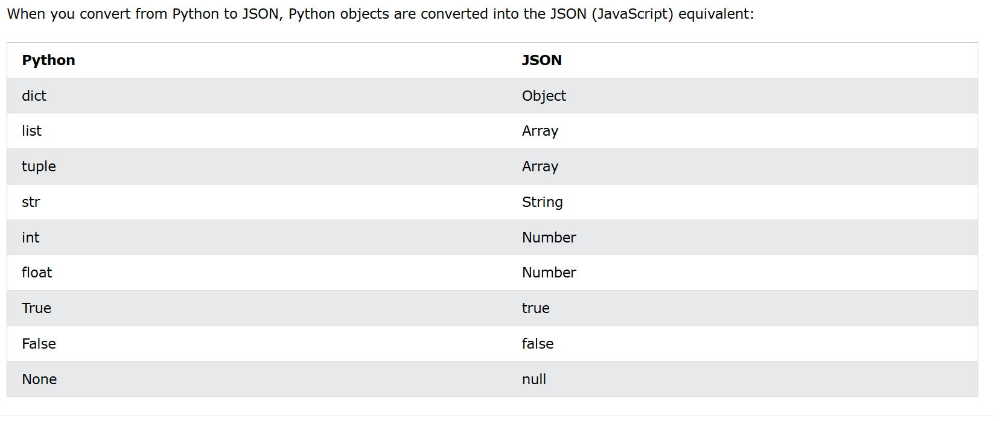 When you convert from Python to JSON, Python objects are converted into the JSON (JavaScript) equivalent:
Python JSON
dict Object
list Array
tuple Array
str String
int Number
float Number
True true
False false
None null